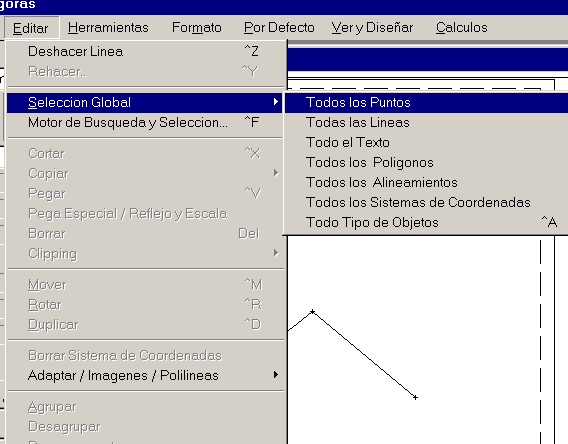 goras
Editar Herramientas Formato Por Defecto Ver y Diseñar Calculos
Deshacer Linea ^Z
Rehacer.. ^Y
Seleccion Global
Motor de Busqueda y Seleccion... ^F
Cortar ^X
Copiar
Pegar ^V
Pega Especial / Reflejo y Escala
Borrar Del
Clipping
Mover ^M
Rotar ^R
Duplicar ^D
Borrar Sistema de Coordenadas
Adaptar / Imagenes / Polilineas
Agrupar
Desagrupar
Todos los Puntos
Todas las Lineas
Todo el Texto
Todos los Poligonos
Todos los Alineamientos
Todos los Sistemas de Coordenadas
Todo Tipo de Objetos ^A